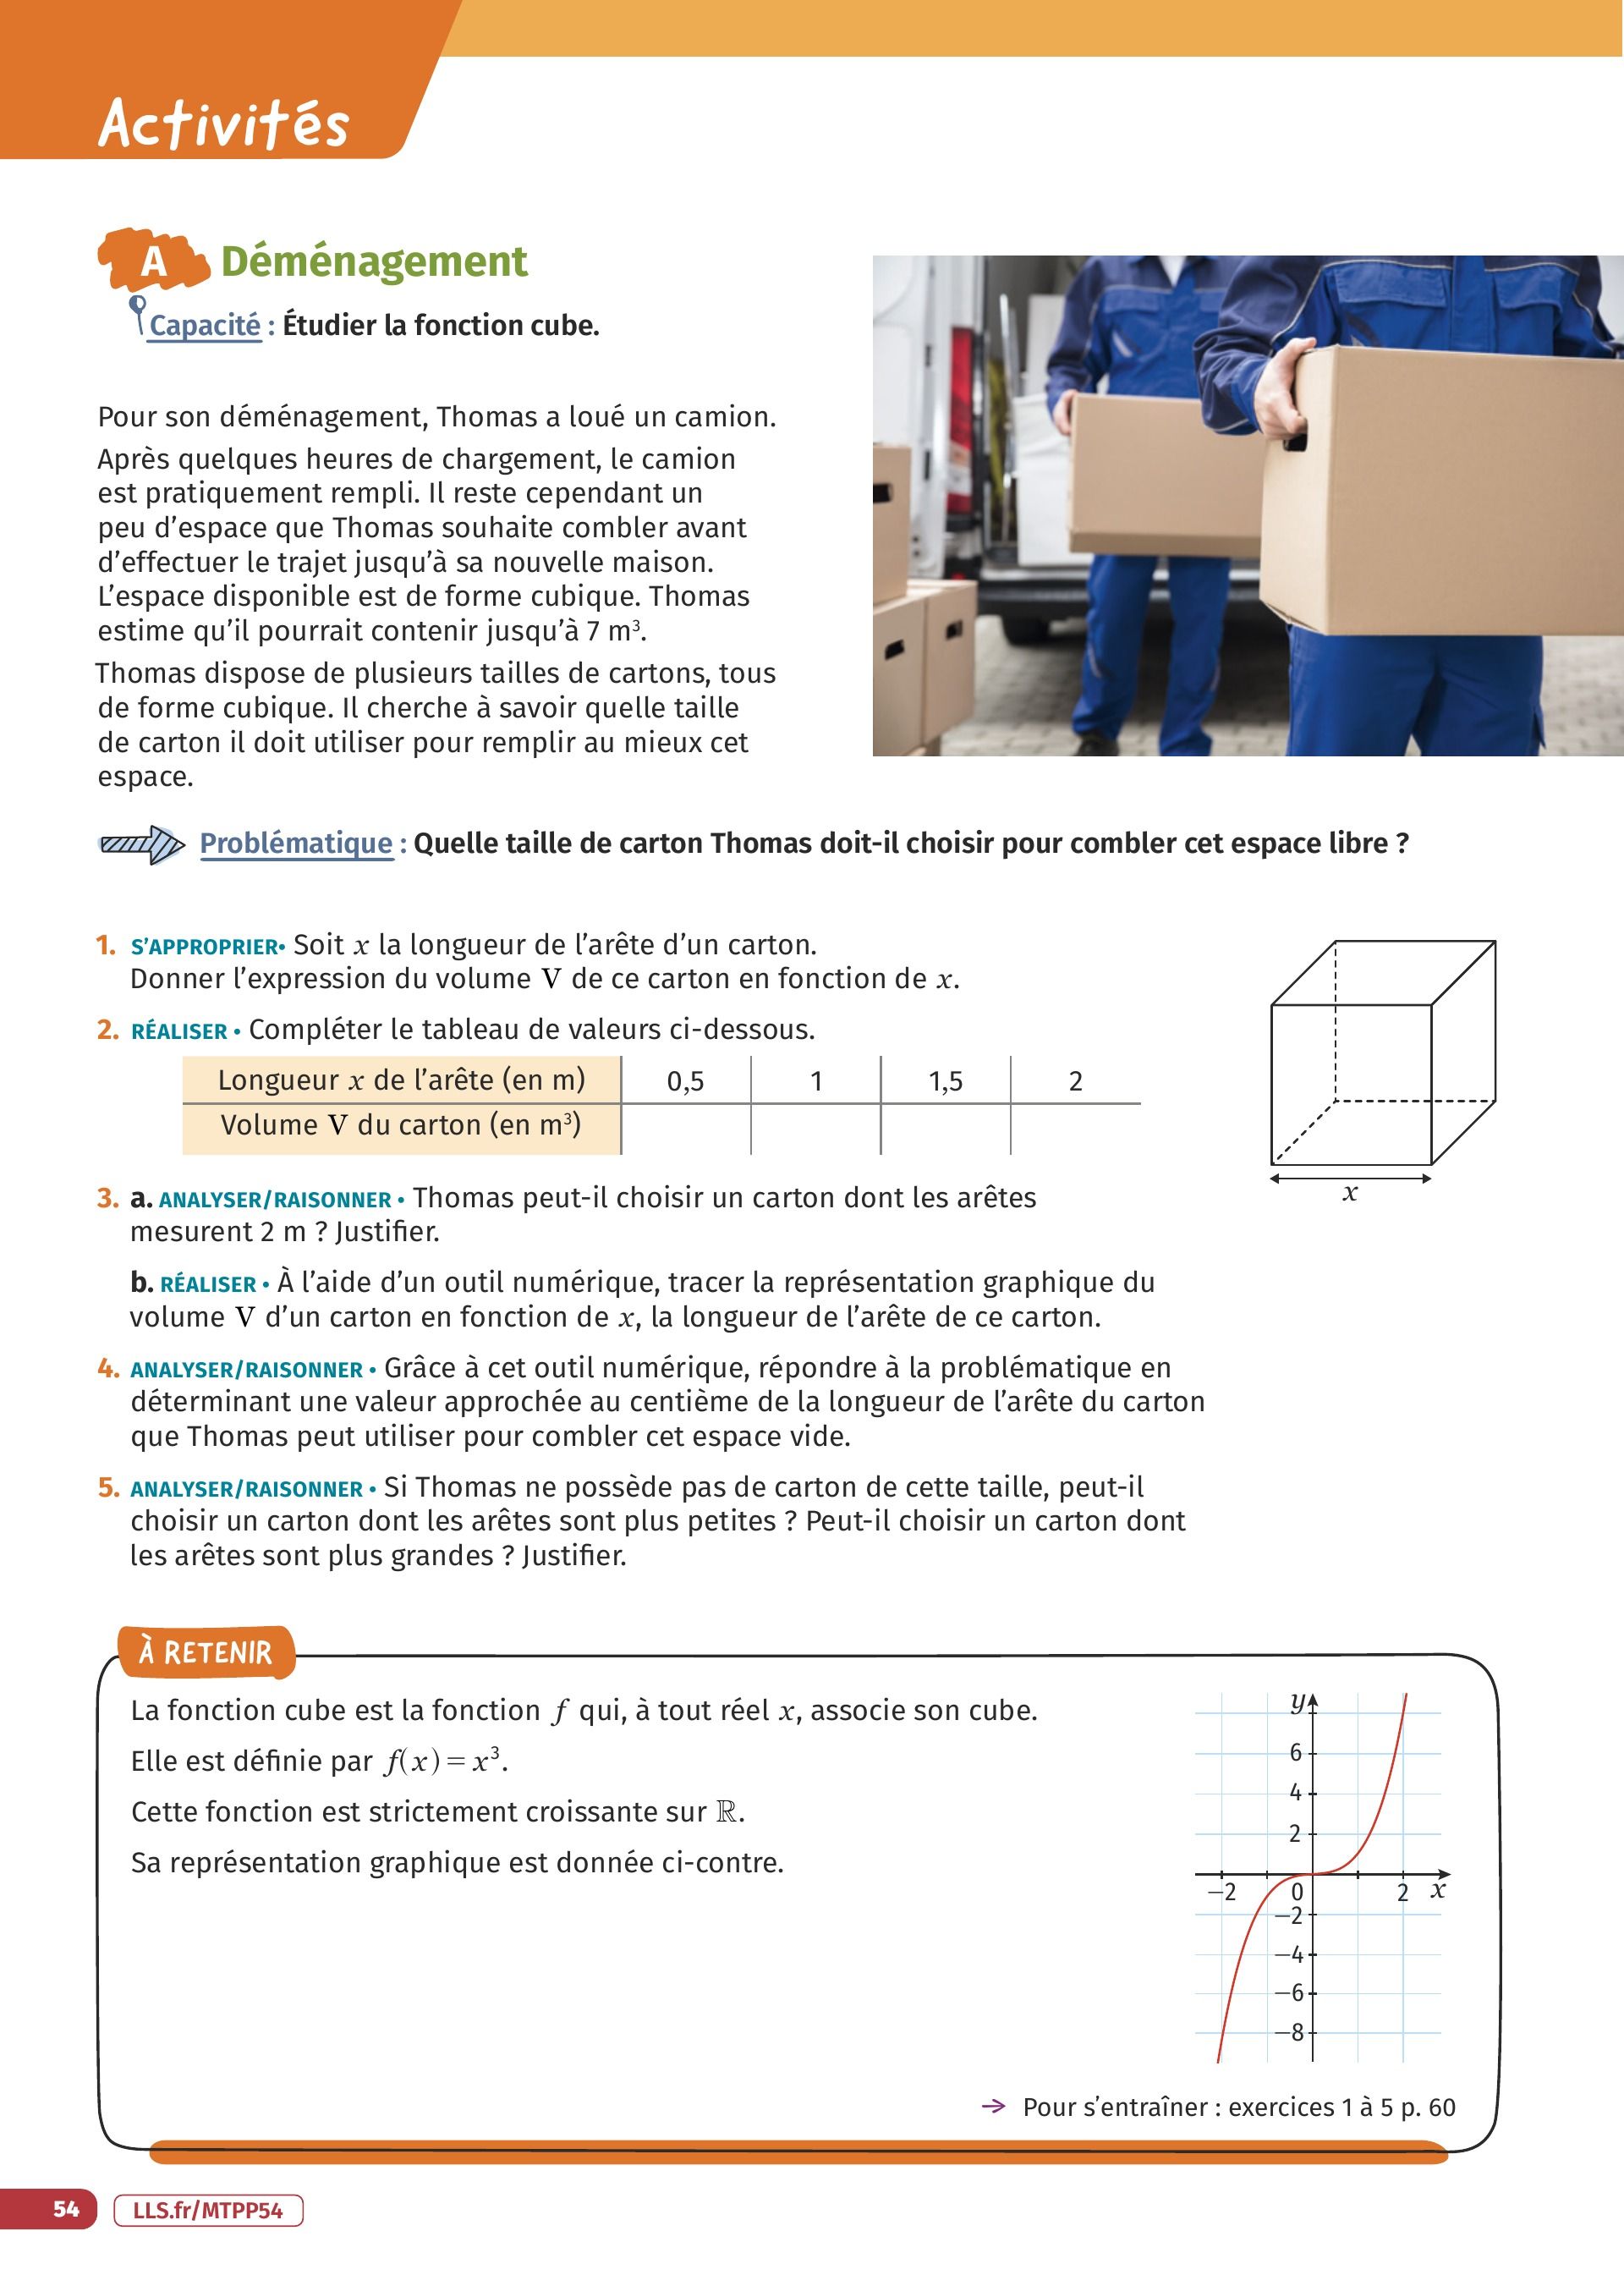 Activités
A Déménagement
Capacité : Étudier la fonction cube.
Pour son déménagement, Thomas a loué un camion.
Après quelques heures de chargement, le camion
est pratiquement rempli. Il reste cependant un
peu d’espace que Thomas souhaite combler avant
d’effectuer le trajet jusqu’à sa nouvelle maison.
L’espace disponible est de forme cubique. Thomas
estime qu’il pourrait contenir jusqu’à 7 m³.
Thomas dispose de plusieurs tailles de cartons, tous
de forme cubique. Il cherche à savoir quelle taille
de carton il doit utiliser pour remplir au mieux cet
espace.
Problématique : Quelle taille de carton Thomas doit-il choisir pour combler cet espace libre ?
1. S’APPROPRIER• Soit x la longueur de l’arête d’un carton.
Donner l’expression du volume V de ce carton en fonction de x.
2. RÉALISER • Compléter le tableau de valeurs ci-dessous.
Longueur x de l’arête (en m) 0,5 1 1,5 2
Volume V du carton (en m³)
x
3. a. ANALYSER/RAISONNER • Thomas peut-il choisir un carton dont les arêtes
mesurent 2 m ? Justifier.
b. RÉALISER • À l’aide d’un outil numérique, tracer la représentation graphique du
volume V d’un carton en fonction de x, la longueur de l’arête de ce carton.
4. ANALYSER/RAISONNER • Grâce à cet outil numérique, répondre à la problématique en
déterminant une valeur approchée au centième de la longueur de l’arête du carton
que Thomas peut utiliser pour combler cet espace vide.
5. ANALYSER/RAISONNER • Si Thomas ne possède pas de carton de cette taille, peut-il
choisir un carton dont les arêtes sont plus petites ? Peut-il choisir un carton dont
les arêtes sont plus grandes ? Justifier.
À RETENIR
La fonction cube est la fonction f qui, à tout réel x, associe son cube.
Elle est définie par f(x) = x³.
Cette fonction est strictement croissante sur ℝ.
Sa représentation graphique est donnée ci-contre.
y
6
4
2
−2 0 2 x
−2
−4
−6
−8
→ Pour s’entraîner : exercices 1 à 5 p. 60
54 LLS.fr/MTPP54